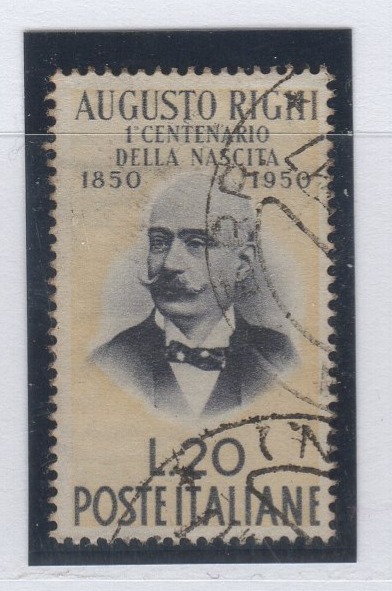 AUGUSTO RIGHI
1° CENTENARIO
DELLA NASCITA
1850 1950
L.20
POSTE ITALIANE